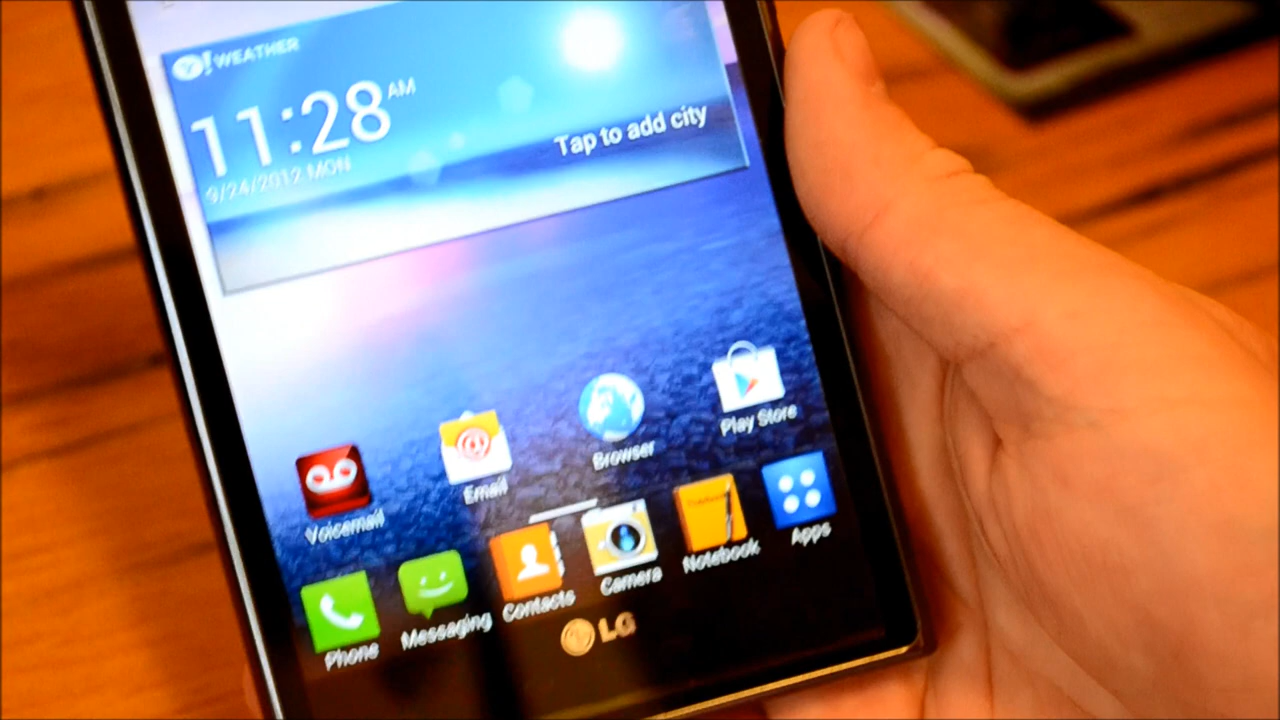 Y! WEATHER
11:28 AM
9/24/2012 MON
Tap to add city
Voicemail
Email
Browser
Play Store
Phone
Messaging
Contacts
Camera
Notebook
Apps
LG